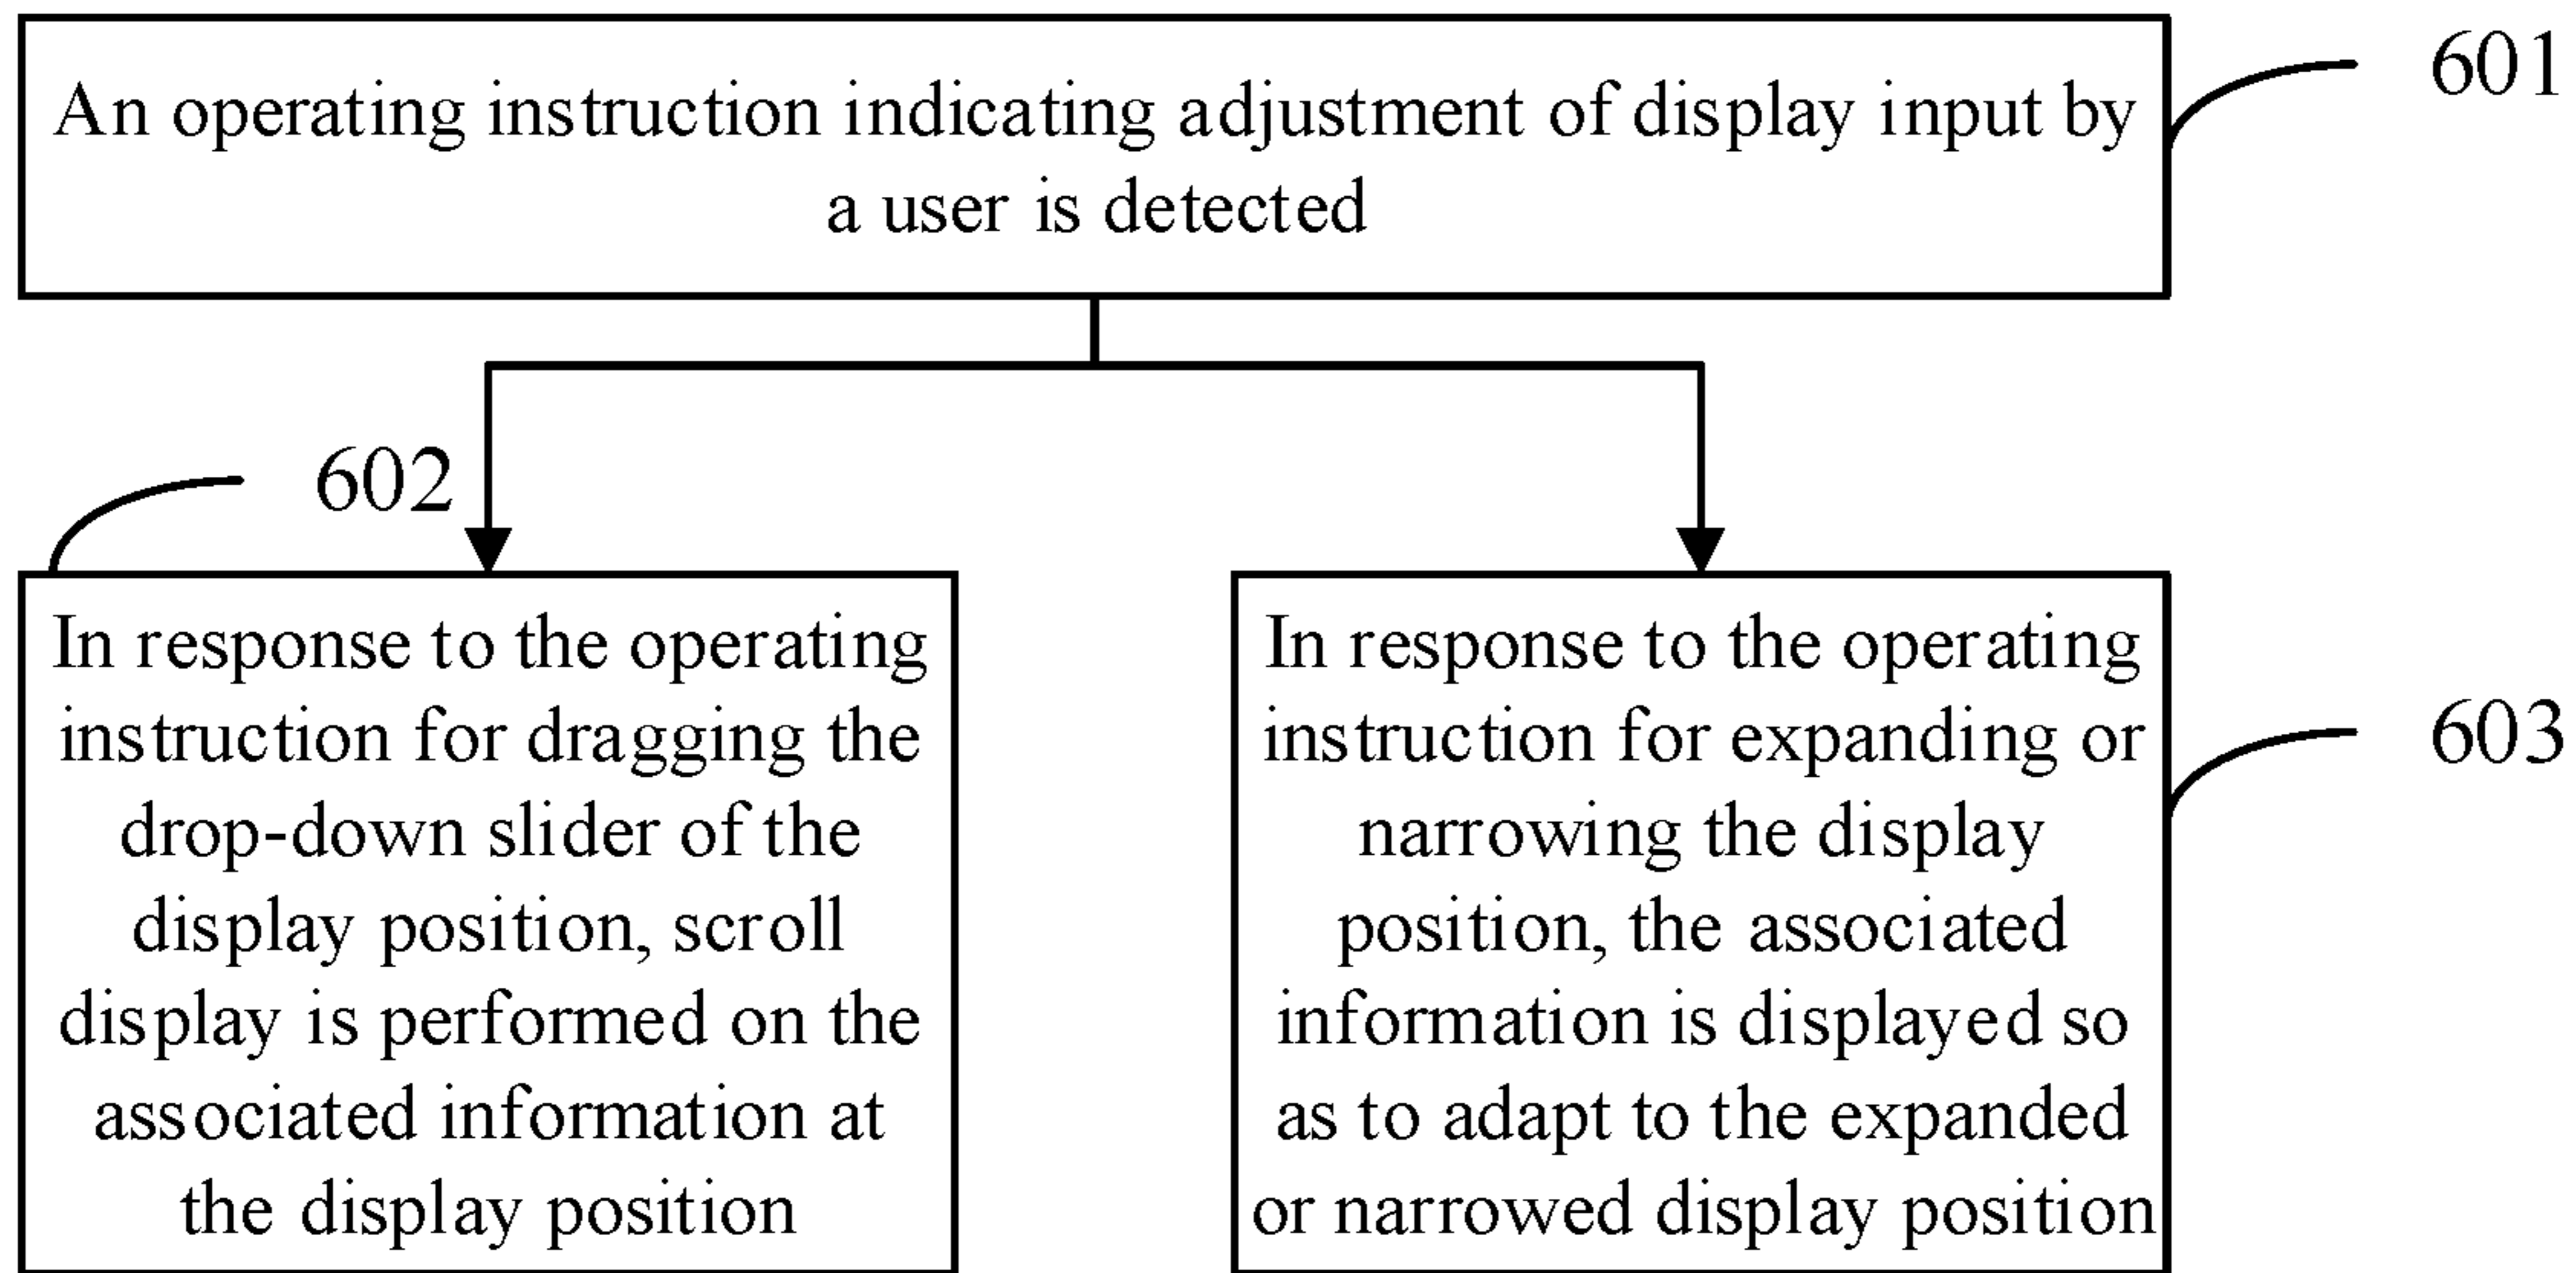 An operating instruction indicating adjustment of display input by
a user is detected
601
602
In response to the operating
instruction for dragging the
drop-down slider of the
display position, scroll
display is performed on the
associated information at
the display position
In response to the operating
instruction for expanding or
narrowing the display
position, the associated
information is displayed so
as to adapt to the expanded
or narrowed display position
603